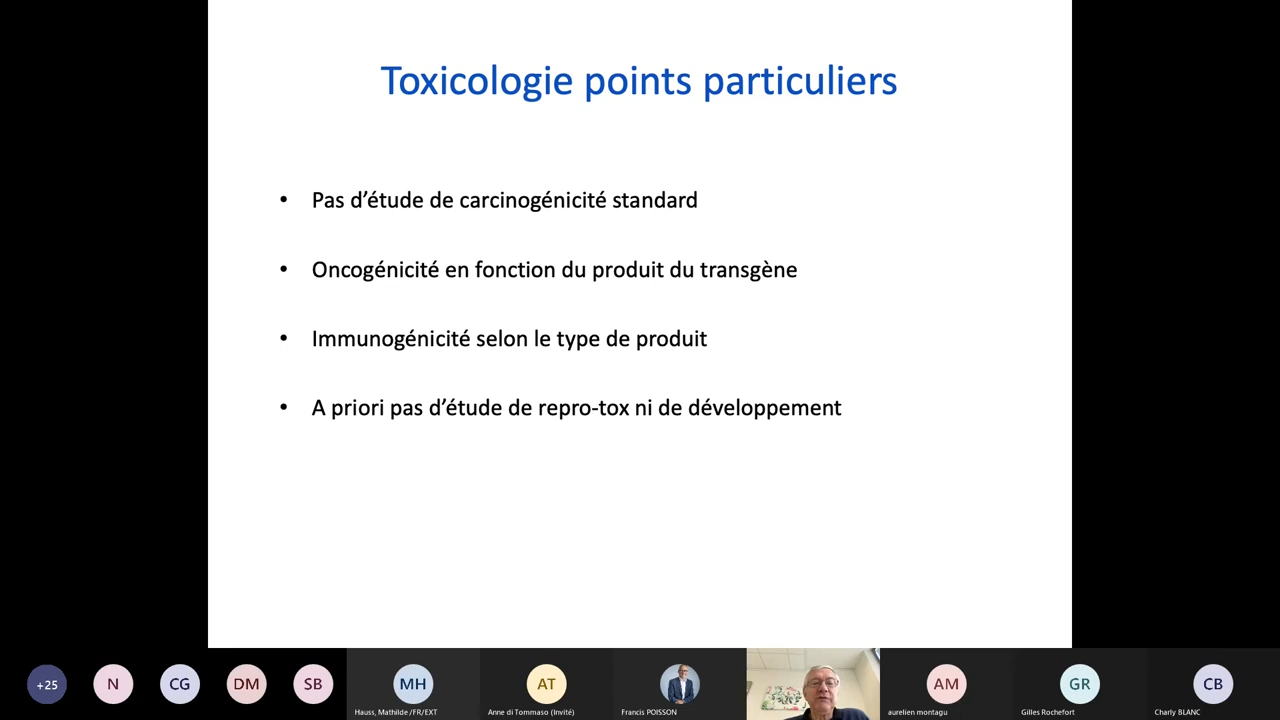 Toxicologie points particuliers
• Pas d’étude de carcinogénicité standard
• Oncogénicité en fonction du produit du transgène
• Immunogénicité selon le type de produit
• A priori pas d’étude de repro-tox ni de développement
+25
N
CG
DM
SB
MH
Hauss, Mathilde /FR/EXT
AT
Anne di Tommaso (Invité)
Francis POISSON
AM
aurelien montagu
GR
Gilles Rochefort
CB
Charly BLANC